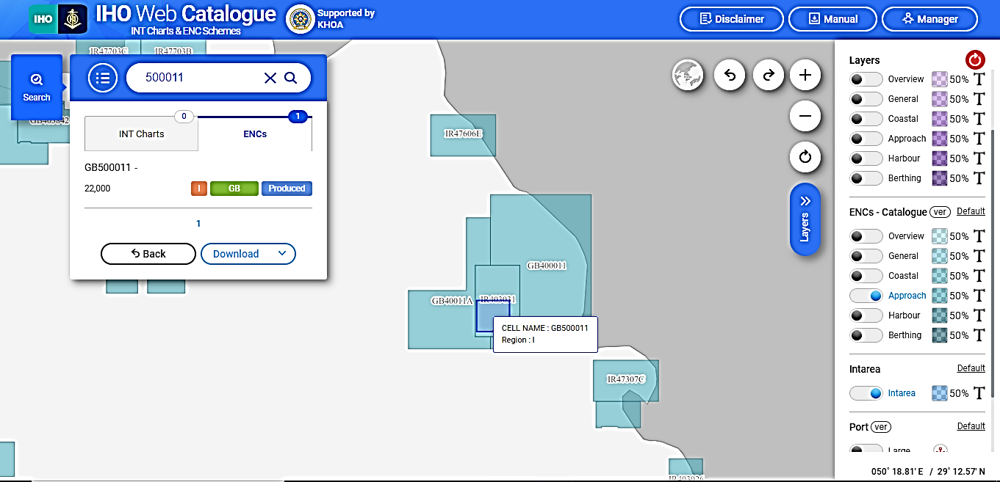 IHO
IHO Web Catalogue
INT Charts & ENC Schemes
Supported by
KHOA
Disclaimer
Manual
Manager
Search
500011
0
INT Charts
1
ENCs
GB500011 -
22,000
I
GB
Produced
1
Back
Download
IR47703C
IR47703B
GB403842
IR47606E
GB400011
GB40011A
IR403031
CELL NAME : GB500011
Region : I
IR47307C
IR403026
Layers
Layers
Overview 50% T
General 50% T
Coastal 50% T
Approach 50% T
Harbour 50% T
Berthing 50% T
ENCs - Catalogue ver Default
Overview 50% T
General 50% T
Coastal 50% T
Approach 50% T
Harbour 50% T
Berthing 50% T
Intarea Default
Intarea 50% T
Port ver Default
Large
050° 18.81' E / 29° 12.57' N